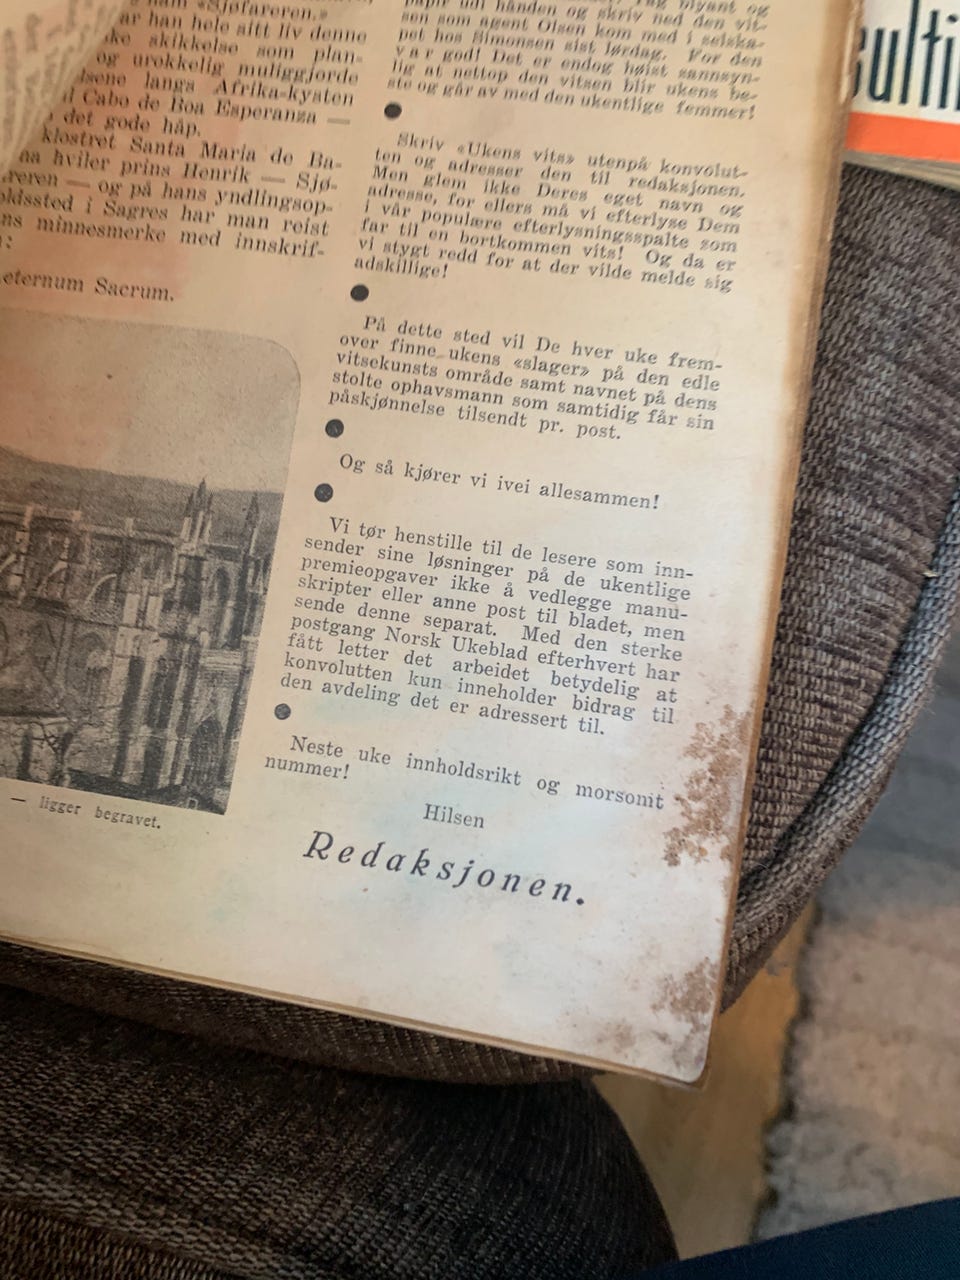 «Sjøfareren.»
ar han hele sitt liv denne
skikkelse som plan-
og urokkelig muliggjorde
langs Afrika-kysten
Cabo de Boa Esperanza —
det gode håp.
klostret Santa Maria de Ba-
hviler prins Henrik — Sjø-
— og på hans yndlingsop-
i Sagres har man reist
minnesmerke med innskrif-
eternum Sacrum.
— ligger begravet.
blyant og
hånden og skriv ned den vit-
sen som agent Olsen kom med i selska-
pet hos Simonsen sist lørdag. For den
var god! Det er endog høist sannsyn-
lig at nettop den vitsen blir ukens be-
ste og går av med den ukentlige femmer!
Skriv «Ukens vits» utenpå konvolut-
ten og adresser den til redaksjonen.
Men glem ikke Deres eget navn og
adresse, for ellers må vi efterlyse Dem
i vår populære efterlysningsspalte som
far til en bortkommen vits! Og da er
vi stygt redd for at der vilde melde sig
adskillige!
På dette sted vil De hver uke frem-
over finne ukens «slager» på den edle
vitsekunsts område samt navnet på dens
stolte ophavsmann som samtidig får sin
påskjønnelse tilsendt pr. post.
Og så kjører vi ivei allesammen!
Vi tør henstille til de lesere som inn-
sender sine løsninger på de ukentlige
premieopgaver ikke å vedlegge manu-
skripter eller anne post til bladet, men
sende denne separat. Med den sterke
postgang Norsk Ukeblad efterhvert har
fått letter det arbeidet betydelig at
konvolutten kun inneholder bidrag til
den avdeling det er adressert til.
Neste uke innholdsrikt og morsomt
nummer!
Hilsen
Redaksjonen.